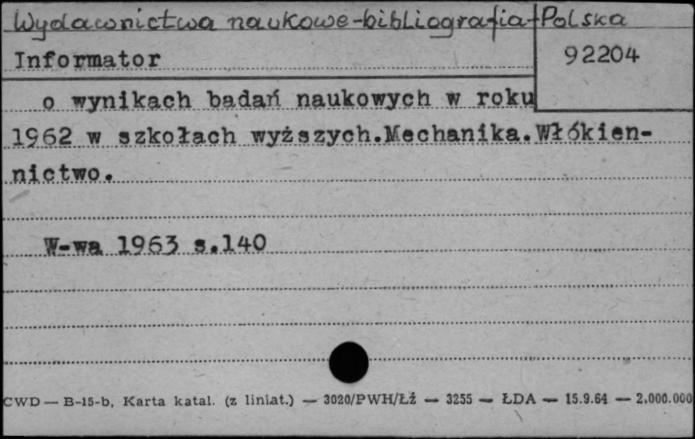 Wydawnictwa naukowe-bibliografia-Polska
Informator
92204
o wynikach badań naukowych w roku
1962 w szkołach wyższych.Mechanika.Włókien-
nictwo.
W-wa 1963 s.140
CWD — B-15-b, Karta katal. (z liniat.) — 3020/PWH/Łź — 3255 — ŁDA — 15.9.64 — 2.000.000